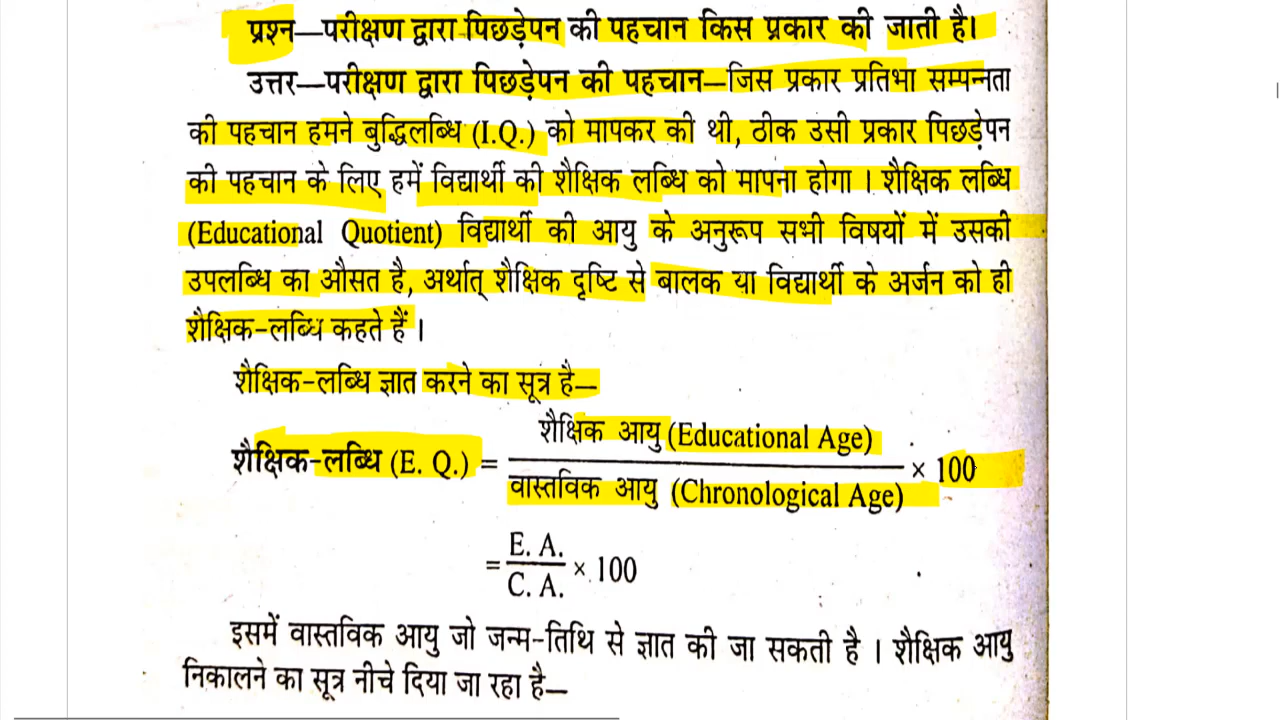 प्रश्न—परीक्षण द्वारा पिछड़ेपन की पहचान किस प्रकार की जाती है।
उत्तर—परीक्षण द्वारा पिछड़ेपन की पहचान—जिस प्रकार प्रतिभा सम्पन्नता
की पहचान हमने बुद्धिलब्धि (I.Q.) को मापकर की थी, ठीक उसी प्रकार पिछड़ेपन
की पहचान के लिए हमें विद्यार्थी की शैक्षिक लब्धि को मापना होगा । शैक्षिक लब्धि
(Educational Quotient) विद्यार्थी की आयु के अनुरूप सभी विषयों में उसकी
उपलब्धि का औसत है, अर्थात् शैक्षिक दृष्टि से बालक या विद्यार्थी के अर्जन को ही
शैक्षिक-लब्धि कहते हैं ।
शैक्षिक-लब्धि ज्ञात करने का सूत्र है—
शैक्षिक आयु (Educational Age)
शैक्षिक-लब्धि (E. Q.) = × 100
वास्तविक आयु (Chronological Age)
E. A.
= × 100
C. A.
इसमें वास्तविक आयु जो जन्म-तिथि से ज्ञात की जा सकती है । शैक्षिक आयु
निकालने का सूत्र नीचे दिया जा रहा है—